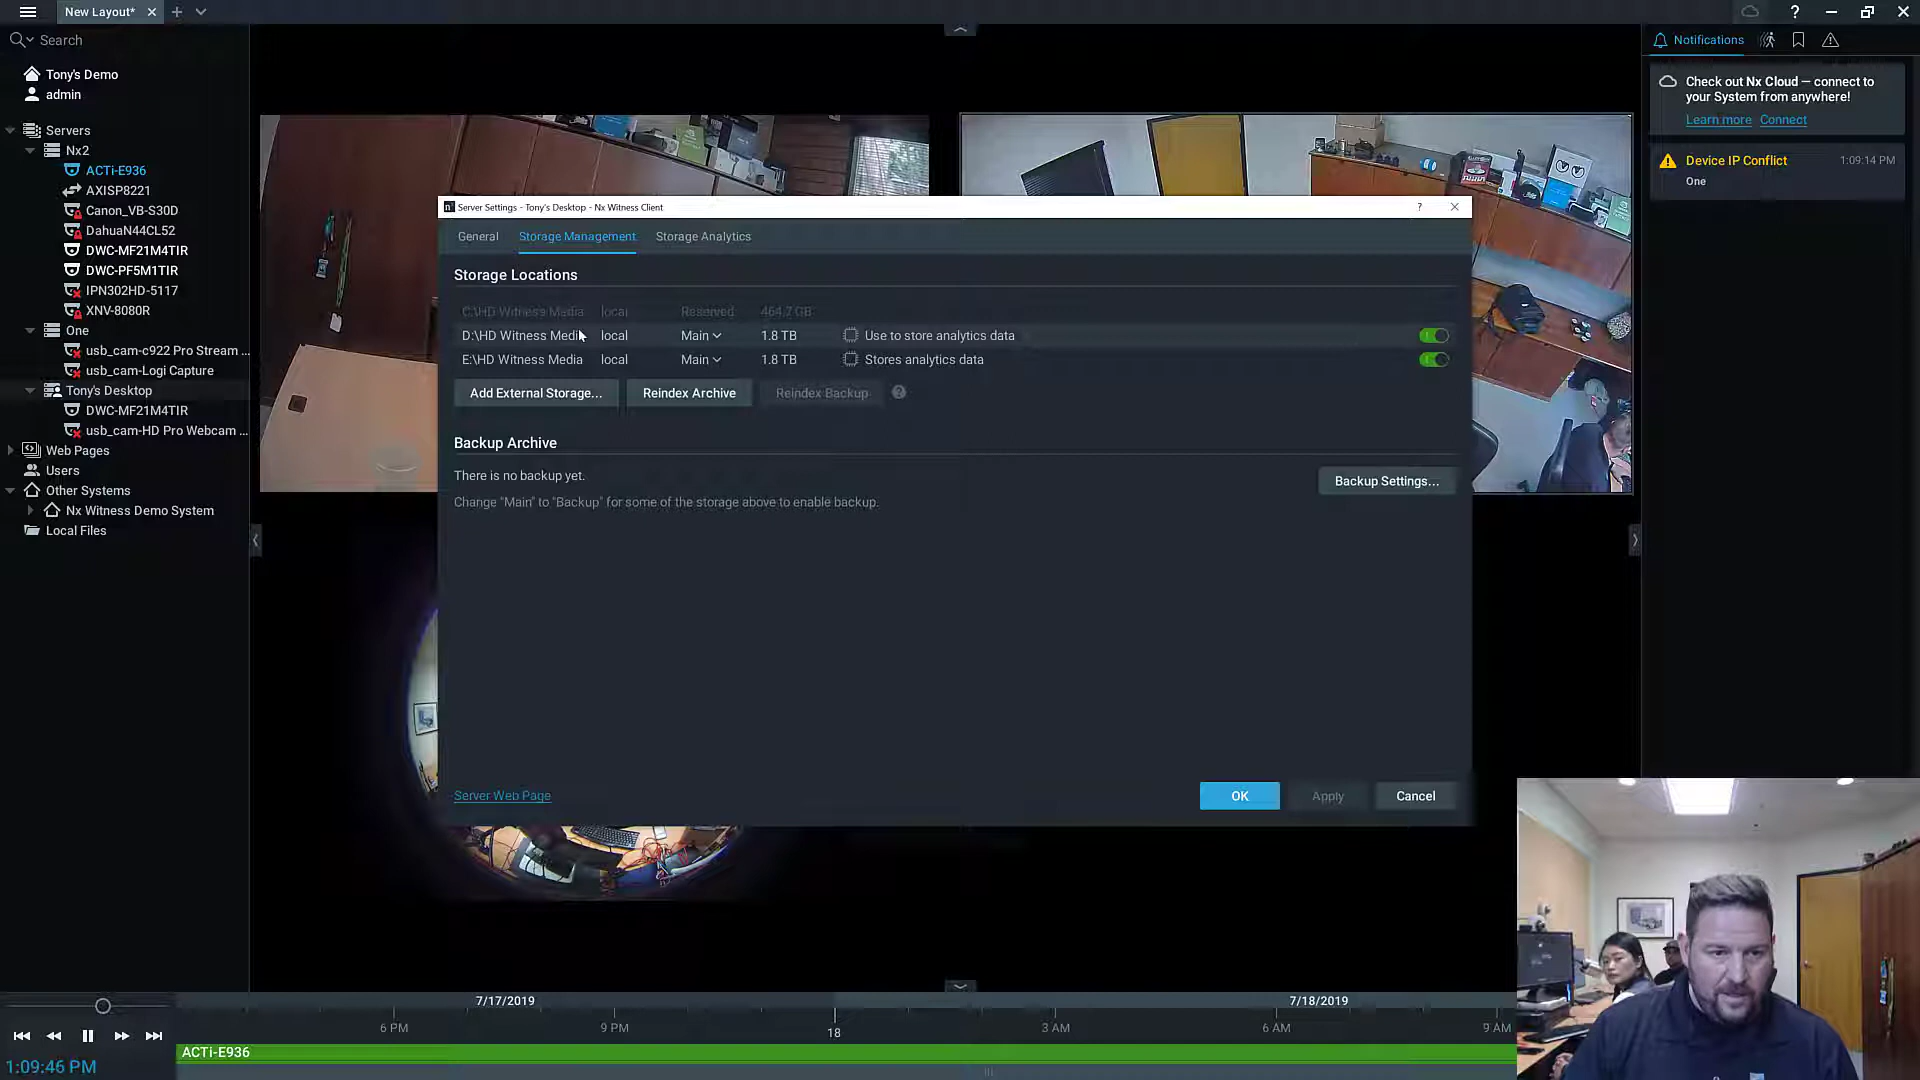 New Layout*
Search
Notifications
Tony's Demo
admin
Servers
Nx2
ACTi-E936
AXISP8221
Canon_VB-S30D
DahuaN44CL52
DWC-MF21M4TIR
DWC-PF5M1TIR
IPN302HD-5117
XNV-8080R
One
usb_cam-c922 Pro Stream ...
usb_cam-Logi Capture
Tony's Desktop
DWC-MF21M4TIR
usb_cam-HD Pro Webcam ...
Web Pages
Users
Other Systems
Nx Witness Demo System
Local Files
Check out Nx Cloud — connect to
your System from anywhere!
Learn more Connect
Device IP Conflict 1:09:14 PM
One
Server Settings - Tony's Desktop - Nx Witness Client
General Storage Management Storage Analytics
Storage Locations
C:\HD Witness Media local Reserved 464.7 GB
D:\HD Witness Media local Main 1.8 TB Use to store analytics data
E:\HD Witness Media local Main 1.8 TB Stores analytics data
Add External Storage... Reindex Archive Reindex Backup
Backup Archive
There is no backup yet.
Backup Settings...
Change "Main" to "Backup" for some of the storage above to enable backup.
Server Web Page
OK Apply Cancel
7/17/2019 7/18/2019
6 PM 9 PM 18 3 AM 6 AM 9 AM
ACTi-E936
1:09:46 PM